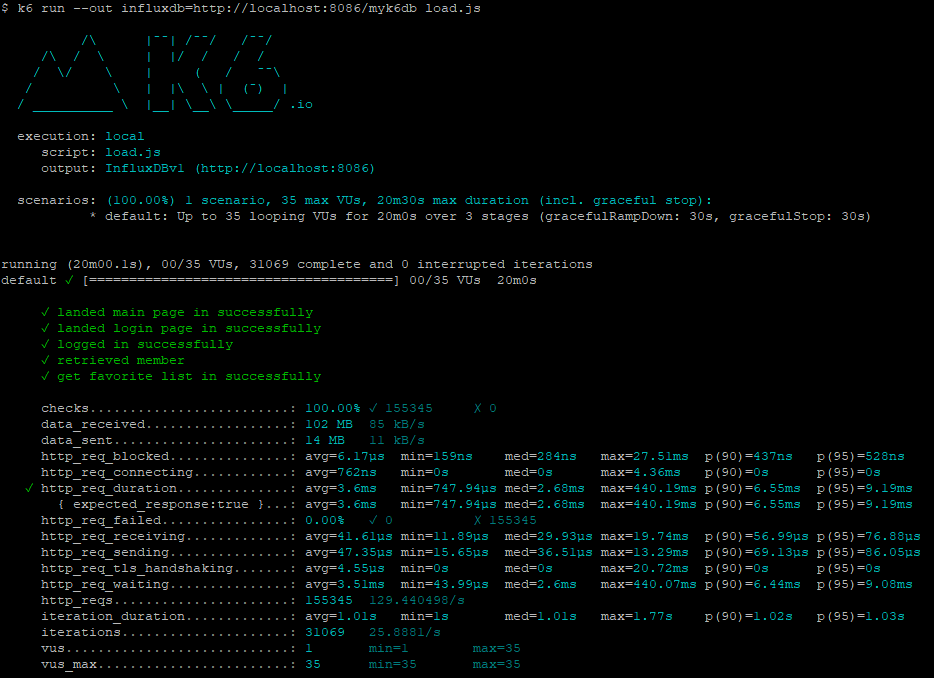 $ k6 run --out influxdb=http://localhost:8086/myk6db load.js
          /\      |‾‾| /‾‾/   /‾‾/
     /\  /  \     |  |/  /   /  /
    /  \/    \    |     (   /   ‾‾\
   /          \   |  |\  \ |  (‾)  |
  / __________ \  |__| \__\ \_____/ .io
  execution: local
     script: load.js
     output: InfluxDBv1 (http://localhost:8086)
  scenarios: (100.00%) 1 scenario, 35 max VUs, 20m30s max duration (incl. graceful stop):
           * default: Up to 35 looping VUs for 20m0s over 3 stages (gracefulRampDown: 30s, gracefulStop: 30s)
running (20m00.1s), 00/35 VUs, 31069 complete and 0 interrupted iterations
default ✓ [======================================] 00/35 VUs  20m0s
     ✓ landed main page in successfully
     ✓ landed login page in successfully
     ✓ logged in successfully
     ✓ retrieved member
     ✓ get favorite list in successfully
     checks.........................: 100.00% ✓ 155345     ✗ 0
     data_received..................: 102 MB  85 kB/s
     data_sent......................: 14 MB   11 kB/s
     http_req_blocked...............: avg=6.17µs  min=159ns    med=284ns   max=27.51ms  p(90)=437ns   p(95)=528ns
     http_req_connecting............: avg=762ns   min=0s       med=0s      max=4.36ms   p(90)=0s      p(95)=0s
   ✓ http_req_duration..............: avg=3.6ms   min=747.94µs med=2.68ms  max=440.19ms p(90)=6.55ms  p(95)=9.19ms
       { expected_response:true }...: avg=3.6ms   min=747.94µs med=2.68ms  max=440.19ms p(90)=6.55ms  p(95)=9.19ms
     http_req_failed................: 0.00%   ✓ 0          ✗ 155345
     http_req_receiving.............: avg=41.61µs min=11.89µs  med=29.93µs max=19.74ms  p(90)=56.99µs p(95)=76.88µs
     http_req_sending...............: avg=47.35µs min=15.65µs  med=36.51µs max=13.29ms  p(90)=69.13µs p(95)=86.05µs
     http_req_tls_handshaking.......: avg=4.55µs  min=0s       med=0s      max=20.72ms  p(90)=0s      p(95)=0s
     http_req_waiting...............: avg=3.51ms  min=43.99µs  med=2.6ms   max=440.07ms p(90)=6.44ms  p(95)=9.08ms
     http_reqs......................: 155345  129.440498/s
     iteration_duration.............: avg=1.01s   min=1s       med=1.01s   max=1.77s    p(90)=1.02s   p(95)=1.03s
     iterations.....................: 31069   25.8881/s
     vus............................: 1       min=1        max=35
     vus_max........................: 35      min=35       max=35